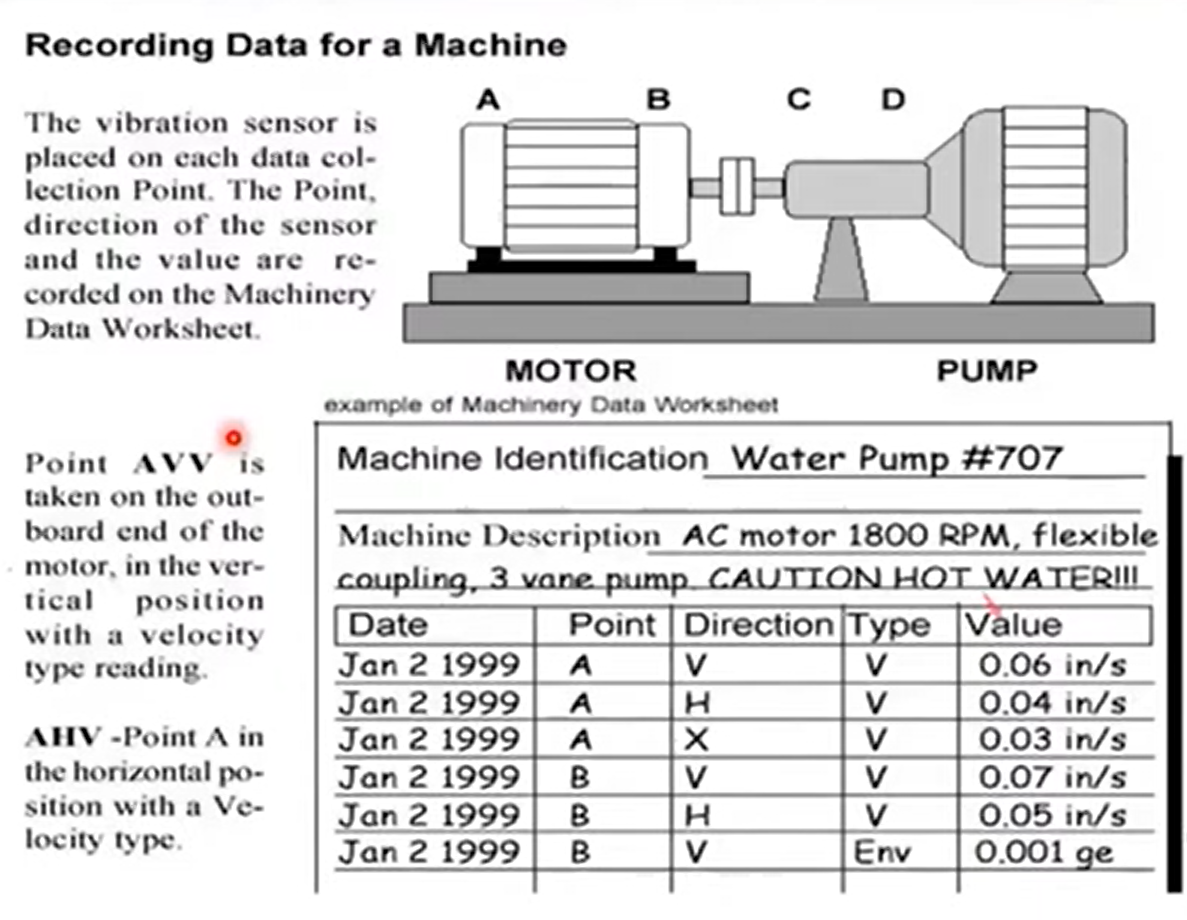 Recording Data for a Machine
The vibration sensor is
placed on each data col-
lection Point. The Point,
direction of the sensor
and the value are re-
corded on the Machinery
Data Worksheet.
A B C D
MOTOR PUMP
example of Machinery Data Worksheet
Point AVV is
taken on the out-
board end of the
motor, in the ver-
tical position
with a velocity
type reading.
AHV -Point A in
the horizontal po-
sition with a Ve-
locity type.
Machine Identification Water Pump #707
Machine Description AC motor 1800 RPM, flexible
coupling, 3 vane pump. CAUTION HOT WATER!!!
Date Point Direction Type Value
Jan 2 1999 A V V 0.06 in/s
Jan 2 1999 A H V 0.04 in/s
Jan 2 1999 A X V 0.03 in/s
Jan 2 1999 B V V 0.07 in/s
Jan 2 1999 B H V 0.05 in/s
Jan 2 1999 B V Env 0.001 ge